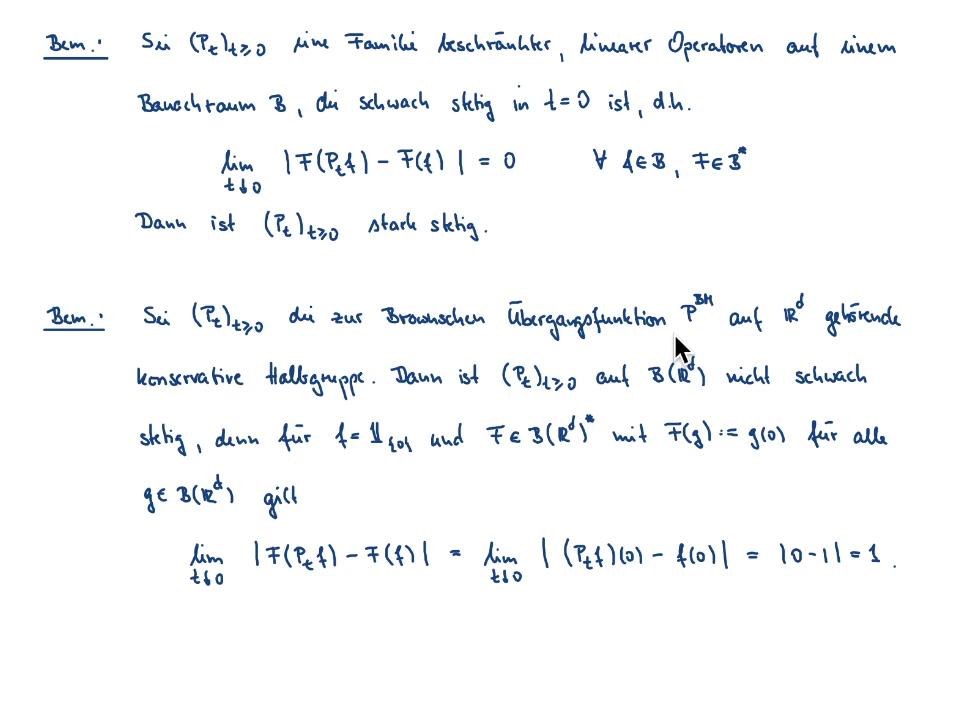 Bem.: Sei (P_t)_{t≥0} eine Familie beschränkter, linearer Operatoren auf einem
Banachraum B, die schwach stetig in t=0 ist, d.h.
lim_{t↓0} |F(P_t f) − F(f)| = 0 ∀ f∈B, F∈B*
Dann ist (P_t)_{t≥0} stark stetig.
Bem.: Sei (P_t)_{t≥0} die zur Brownschen Übergangsfunktion P^{BM} auf ℝ^d gehörende
konservative Halbgruppe. Dann ist (P_t)_{t≥0} auf B(ℝ^d) nicht schwach
stetig, denn für f = 𝟙_{{0}} und F ∈ B(ℝ^d)* mit F(g) := g(0) für alle
g ∈ B(ℝ^d) gilt
lim_{t↓0} |F(P_t f) − F(f)| = lim_{t↓0} |(P_t f)(0) − f(0)| = |0−1| = 1.